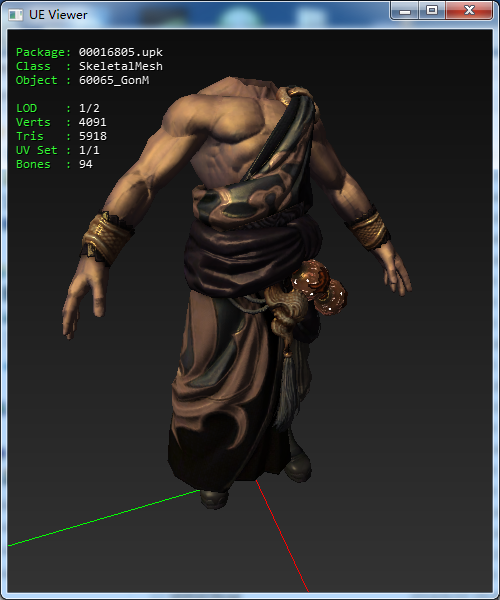 UE Viewer
Package: 00016805.upk
Class : SkeletalMesh
Object : 60065_GonM
LOD : 1/2
Verts : 4091
Tris : 5918
UV Set : 1/1
Bones : 94